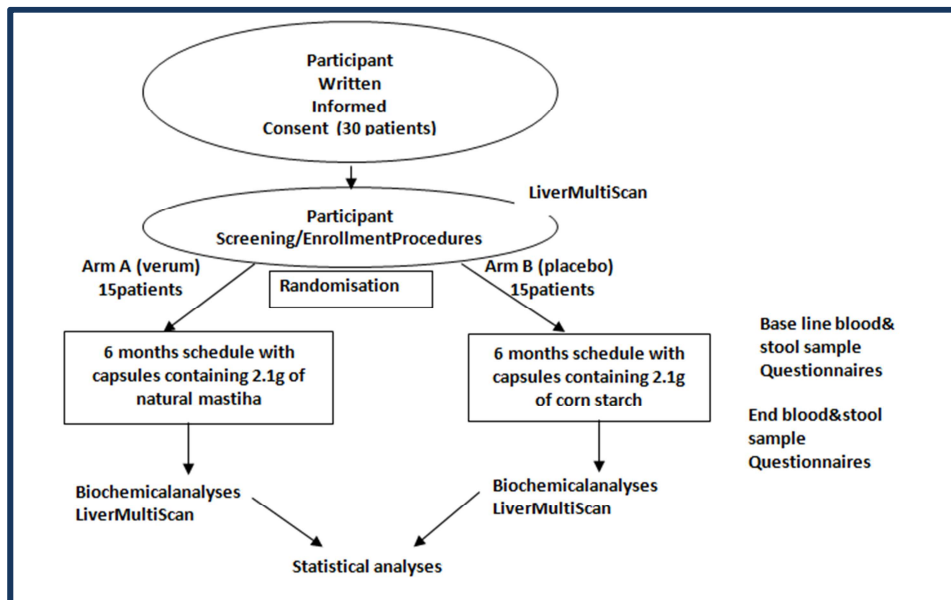 Participant
Written
Informed
Consent (30 patients)
LiverMultiScan
Participant
Screening/EnrollmentProcedures
Arm A (verum)
15patients
Randomisation
Arm B (placebo)
15patients
6 months schedule with
capsules containing 2.1g of
natural mastiha
6 months schedule with
capsules containing 2.1g
of corn starch
Base line blood&
stool sample
Questionnaires
End blood&stool
sample
Questionnaires
Biochemicalanalyses
LiverMultiScan
Biochemicalanalyses
LiverMultiScan
Statistical analyses